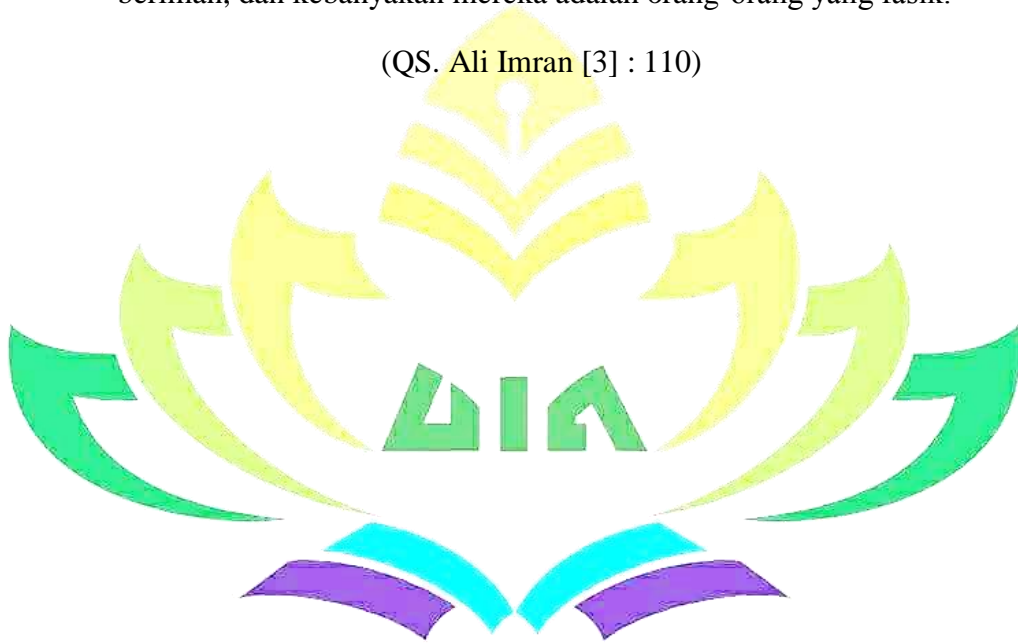 beriman, dan kebanyakan mereka adalah orang-orang yang fasik.
(QS. Ali Imran [3] : 110)
UIN